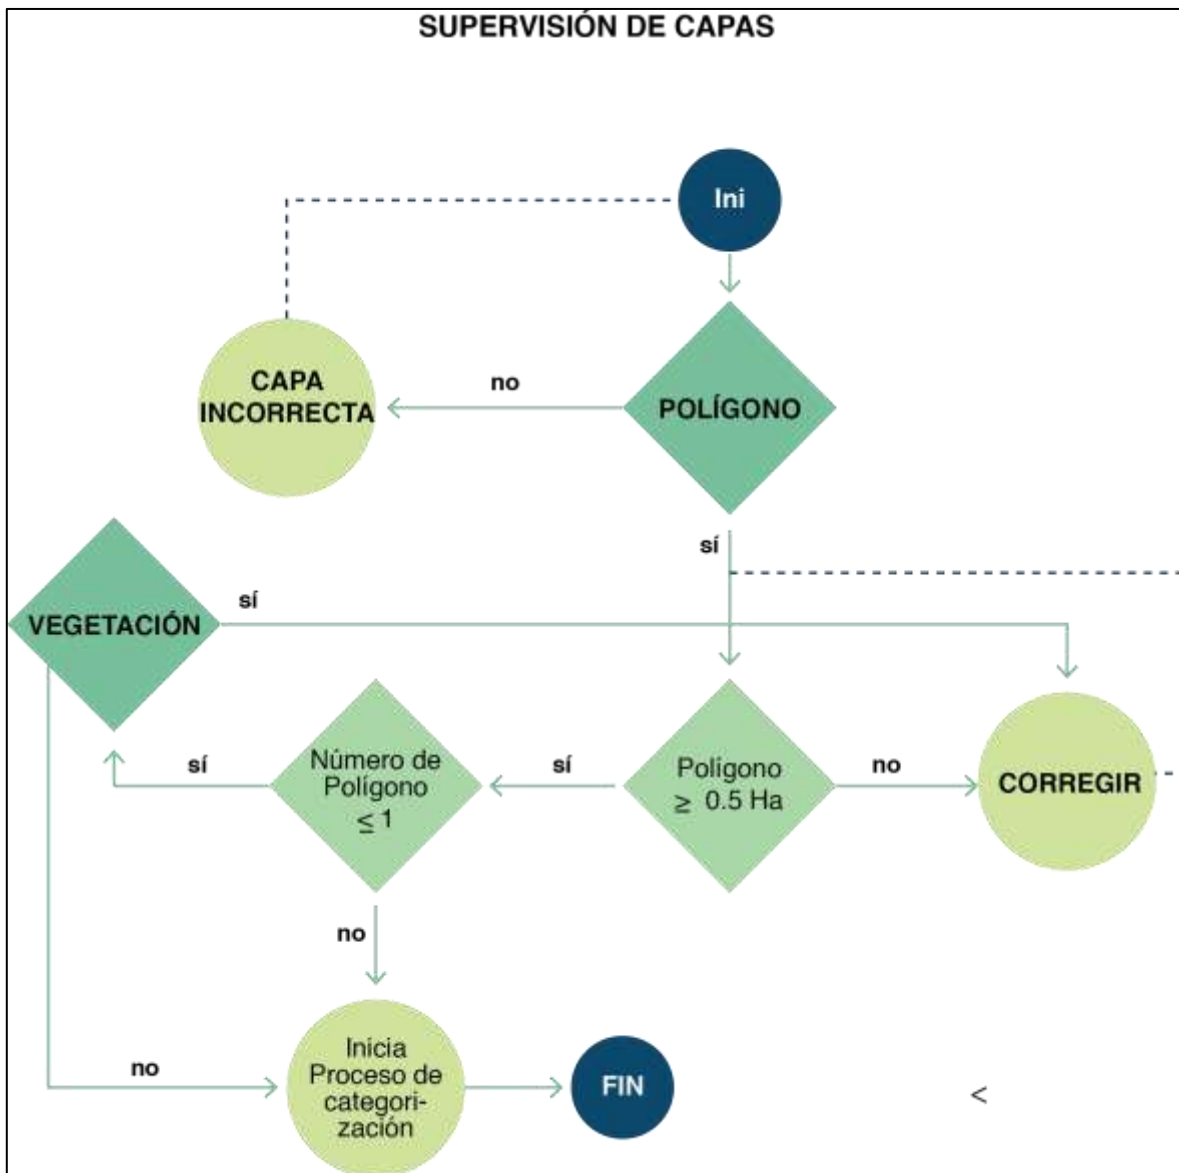 SUPERVISIÓN DE CAPAS
Ini
CAPA
INCORRECTA
no
POLÍGONO
sí
VEGETACIÓN
sí
Número de
Polígono
≤ 1
sí
sí
Polígono
≥ 0.5 Ha
no
CORREGIR
no
no
Inicia
Proceso de
categori-
zación
FIN
<